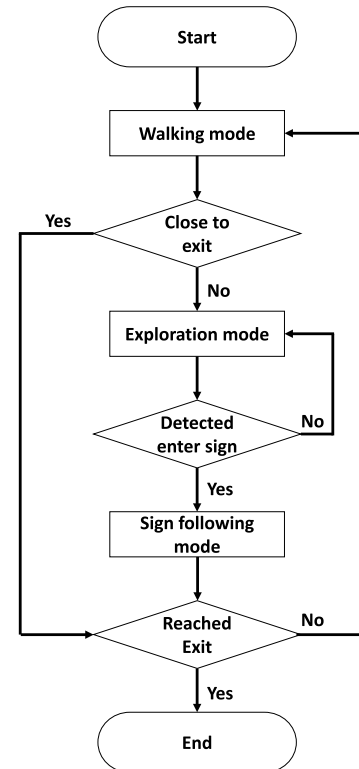 Start
Walking mode
Yes
Close to
exit
No
Exploration mode
Detected
enter sign
No
Yes
Sign following
mode
Reached
Exit
No
Yes
End